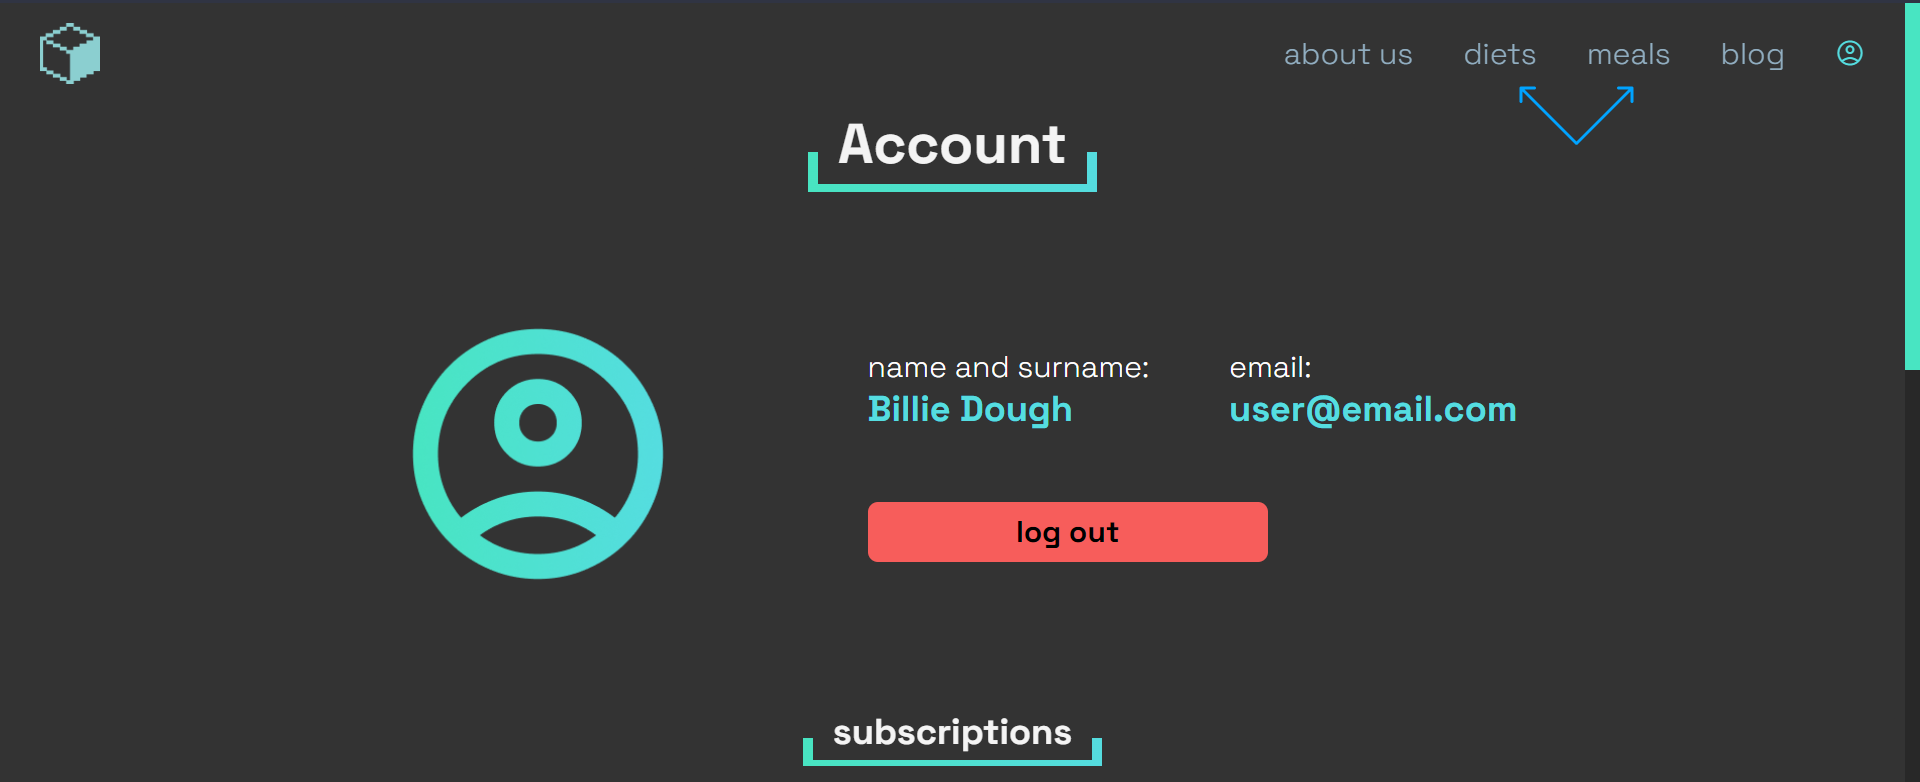 about us diets meals blog
Account
name and surname: email:
Billie Dough user@email.com
log out
subscriptions